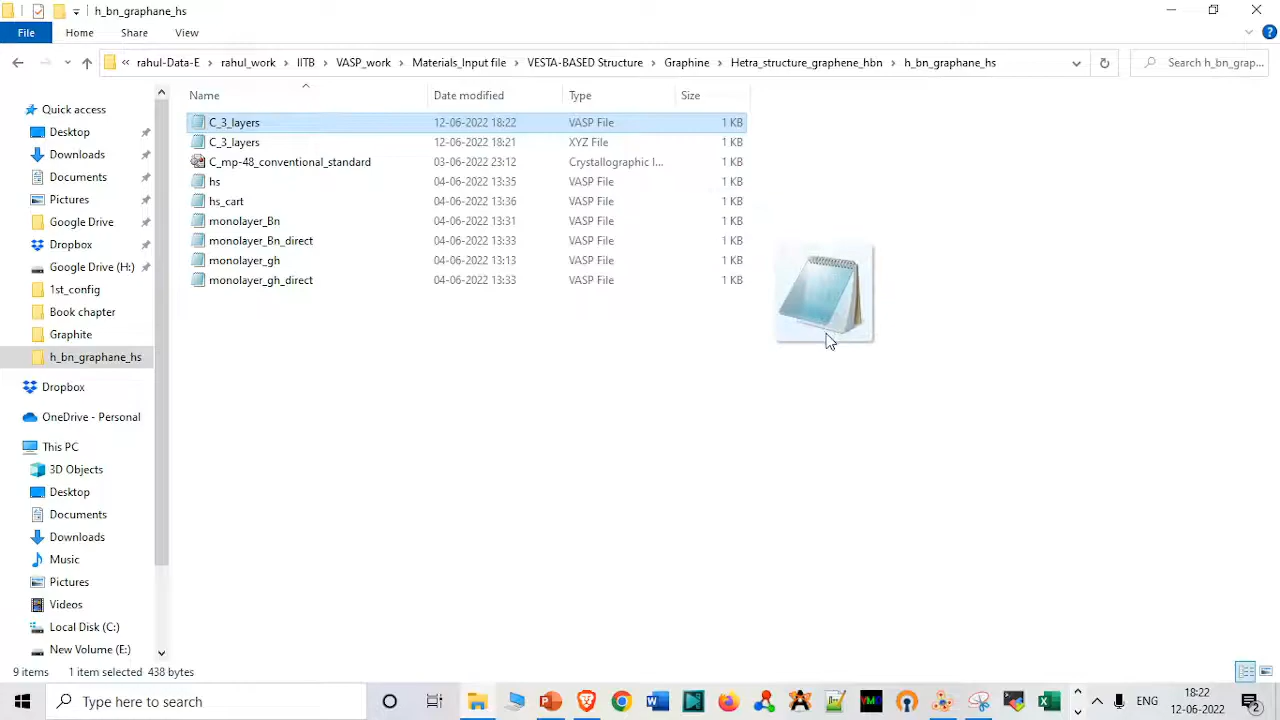 h_bn_graphane_hs
File Home Share View
« rahul-Data-E > rahul_work > IITB > VASP_work > Materials_Input file > VESTA-BASED Structure > Graphine > Hetra_structure_graphene_hbn > h_bn_graphane_hs
Search h_bn_grap...
Name Date modified Type Size
C_3_layers 12-06-2022 18:22 VASP File 1 KB
C_3_layers 12-06-2022 18:21 XYZ File 1 KB
C_mp-48_conventional_standard 03-06-2022 23:12 Crystallographic I... 1 KB
hs 04-06-2022 13:35 VASP File 1 KB
hs_cart 04-06-2022 13:36 VASP File 1 KB
monolayer_Bn 04-06-2022 13:31 VASP File 1 KB
monolayer_Bn_direct 04-06-2022 13:33 VASP File 1 KB
monolayer_gh 04-06-2022 13:13 VASP File 1 KB
monolayer_gh_direct 04-06-2022 13:33 VASP File 1 KB
Quick access
Desktop
Downloads
Documents
Pictures
Google Drive
Dropbox
Google Drive (H:)
1st_config
Book chapter
Graphite
h_bn_graphane_hs
Dropbox
OneDrive - Personal
This PC
3D Objects
Desktop
Documents
Downloads
Music
Pictures
Videos
Local Disk (C:)
New Volume (E:)
9 items 1 item selected 438 bytes
Type here to search
ENG
18:22
12-06-2022
2